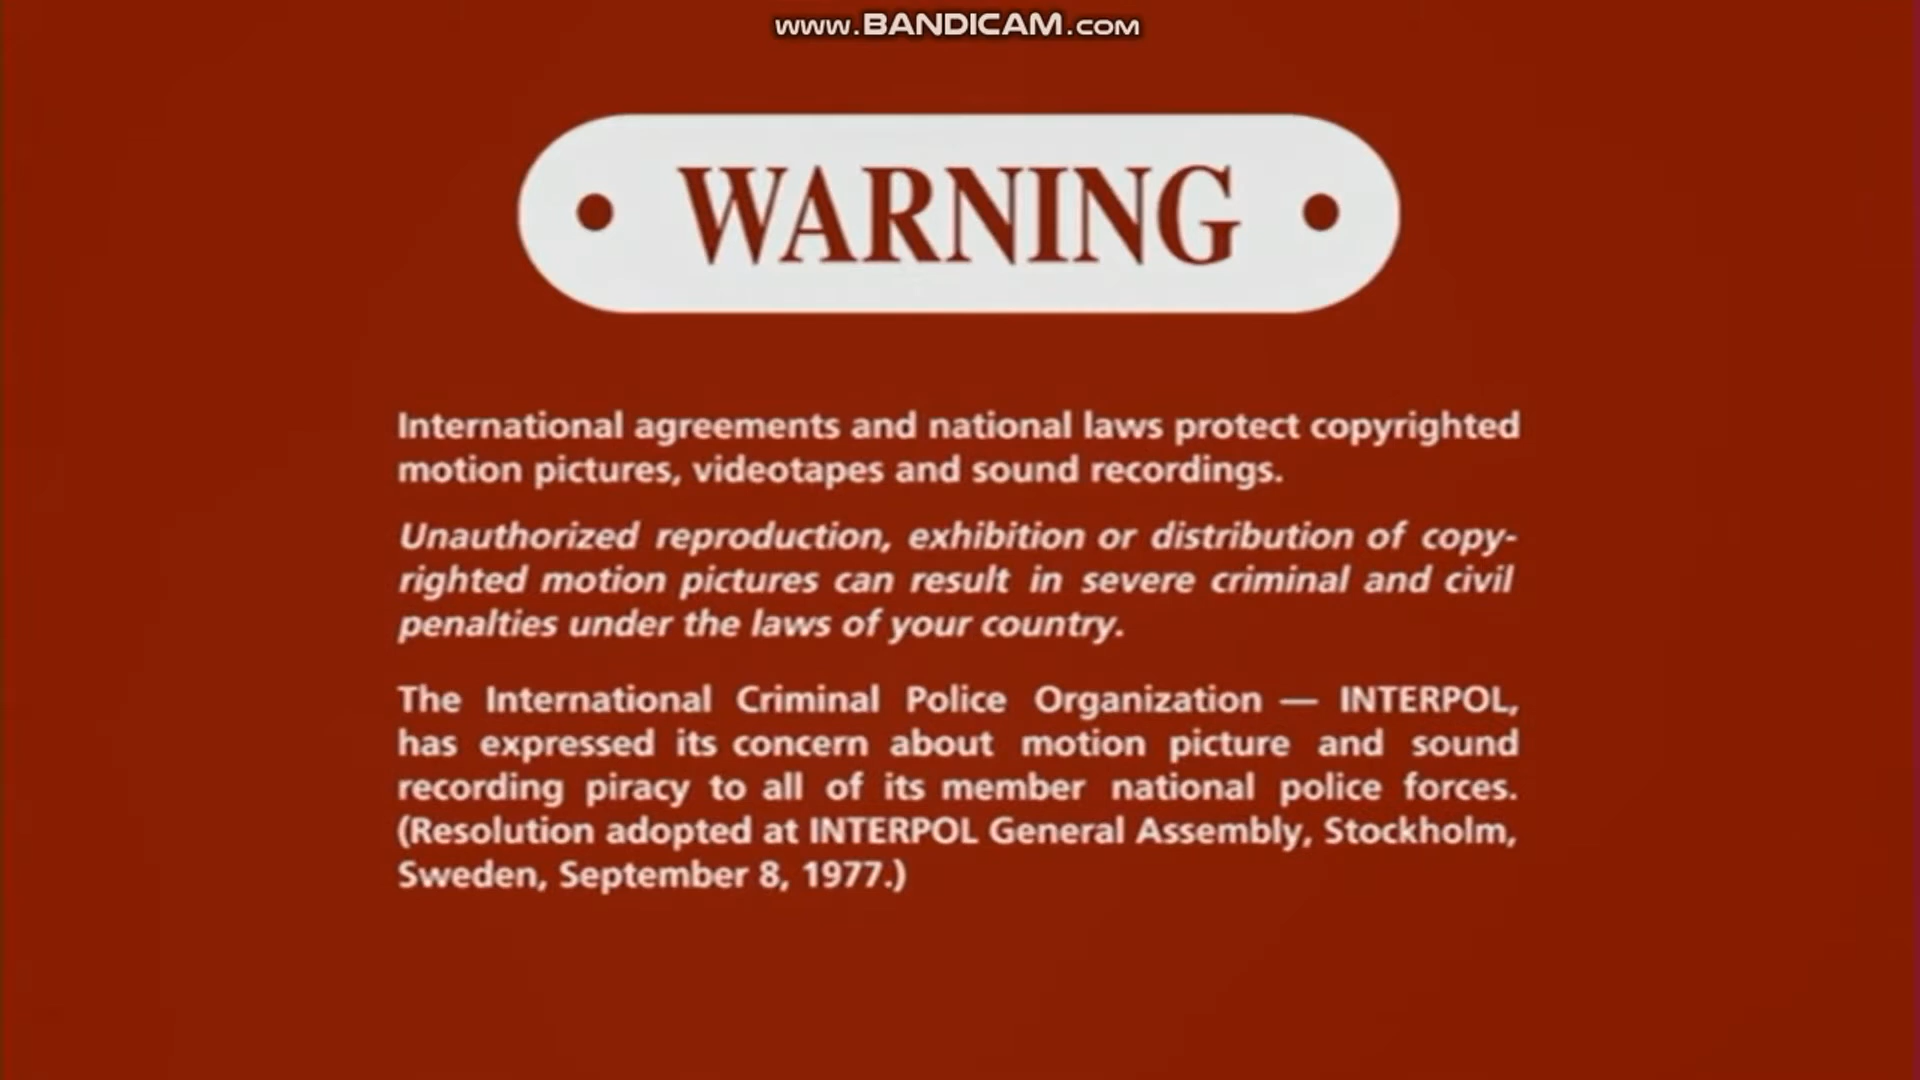 www.BANDICAM.com
• WARNING •
International agreements and national laws protect copyrighted
motion pictures, videotapes and sound recordings.
Unauthorized reproduction, exhibition or distribution of copy-
righted motion pictures can result in severe criminal and civil
penalties under the laws of your country.
The International Criminal Police Organization — INTERPOL,
has expressed its concern about motion picture and sound
recording piracy to all of its member national police forces.
(Resolution adopted at INTERPOL General Assembly, Stockholm,
Sweden, September 8, 1977.)